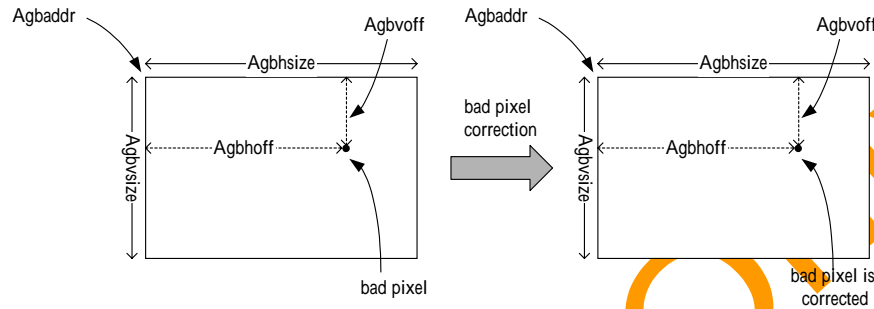 Agbaddr
Agbvoff
Agbhsize
Agbvsize
Agbhoff
bad pixel
bad pixel
correction
Agbaddr
Agbvoff
Agbhsize
Agbvsize
Agbhoff
bad pixel is
corrected